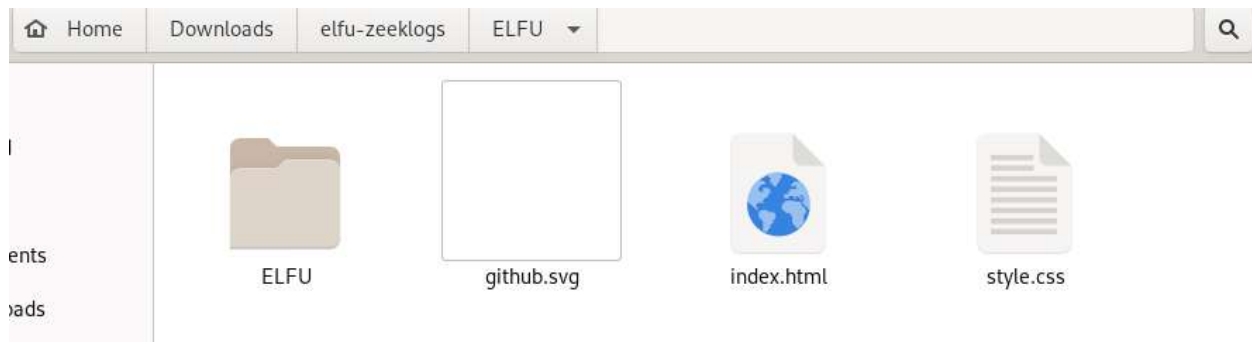 Home Downloads elfu-zeeklogs ELFU
ents
ELFU github.svg index.html style.css
oads